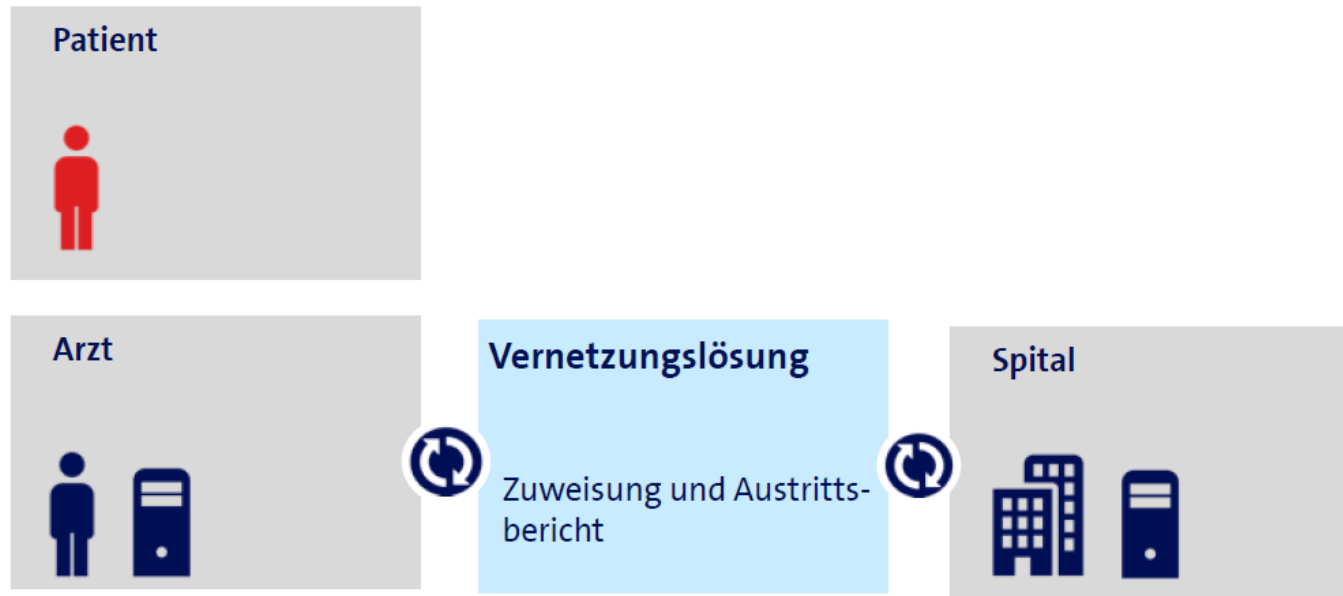 Patient
Arzt
Vernetzungslösung
Zuweisung und Austritts-
bericht
Spital